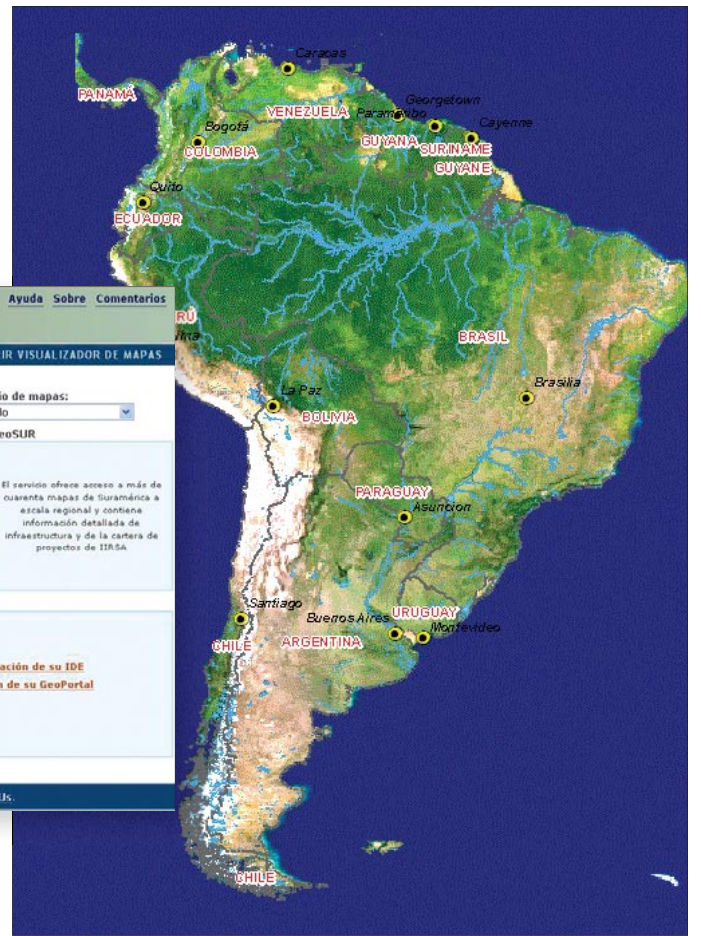 Caracas
PANAMÁ
Georgetown
VENEZUELA
Paramaribo
Cayenne
Bogotá
COLOMBIA
GUYANA
SURINAME
GUYANE
Quito
ECUADOR
Ayuda Sobre Comentarios
RÚ
BRASIL
IR VISUALIZADOR DE MAPAS
io de mapas:
do
La Paz
Brasilia
BOLIVIA
eoSUR
El servicio ofrece acceso a más de
cuarenta mapas de Suramérica a
escala regional y contiene
información detallada de
infraestructura y de la cartera de
proyectos de IIRSA
PARAGUAY
Asuncion
Santiago
Buenos Aires
URUGUAY
Montevideo
CHILE
ARGENTINA
ación de su IDE
n de su GeoPortal
Us.
CHILE